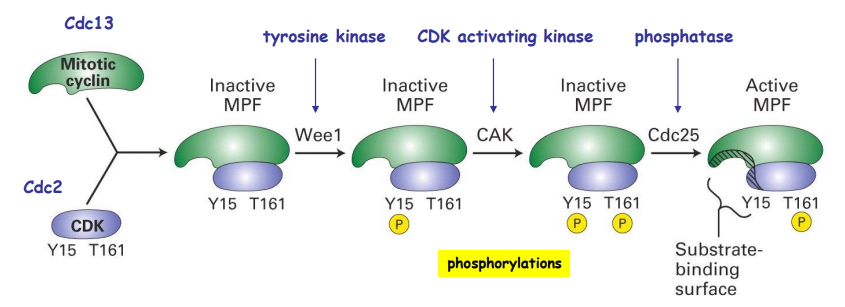 Cdc13
tyrosine kinase
CDK activating kinase
phosphatase
Mitotic
cyclin
Inactive
MPF
Inactive
MPF
Inactive
MPF
Active
MPF
Wee1
CAK
Cdc25
Cdc2
CDK
Y15 T161
Y15 T161
Y15 T161
P
Y15 T161
P P
Y15 T161
P
phosphorylations
Substrate-
binding
surface